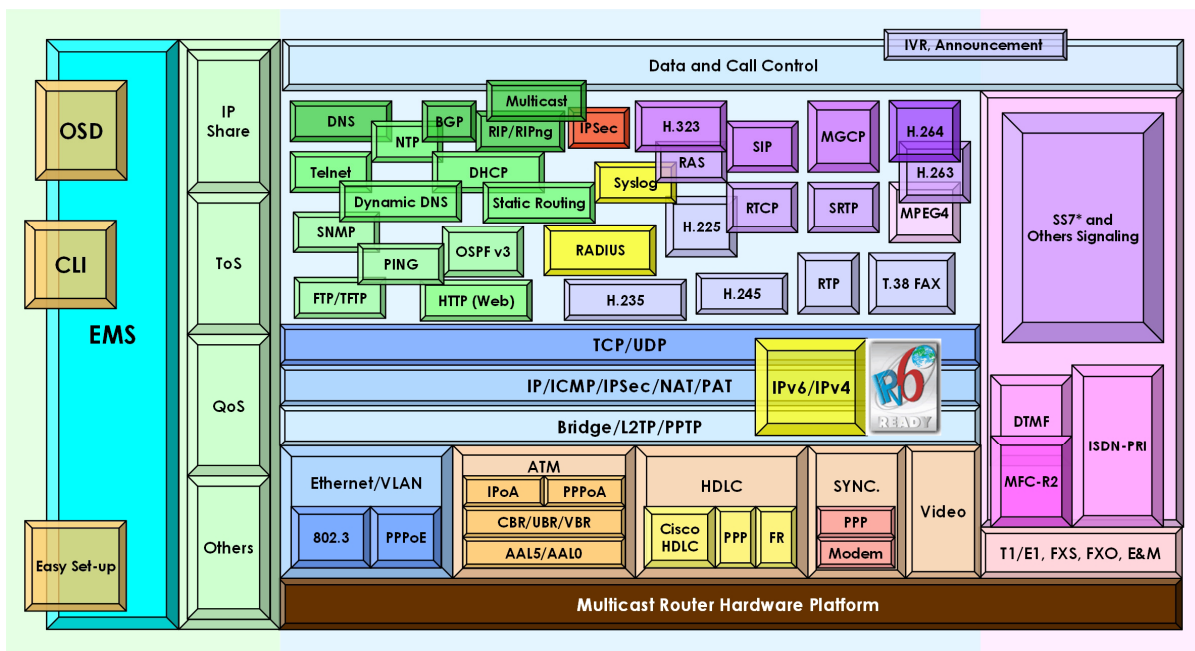 IVR, Announcement
Data and Call Control
OSD
CLI
EMS
Easy Set-up
IP
Share
ToS
QoS
Others
DNS
NTP
BGP
Multicast
RIP/RIPng
IPSec
H.323
RAS
SIP
MGCP
H.264
H.263
MPEG4
Telnet
DHCP
Dynamic DNS
Static Routing
Syslog
RTCP
SRTP
SNMP
PING
OSPF v3
RADIUS
H.225
FTP/TFTP
HTTP (Web)
H.235
H.245
RTP
T.38 FAX
SS7* and
Others Signaling
TCP/UDP
IP/ICMP/IPSec/NAT/PAT
IPv6/IPv4
IPv6
READY
Bridge/L2TP/PPTP
DTMF
MFC-R2
ISDN-PRI
Ethernet/VLAN
802.3
PPPoE
ATM
IPoA
PPPoA
CBR/UBR/VBR
AAL5/AAL0
HDLC
Cisco
HDLC
PPP
FR
SYNC.
PPP
Modem
Video
T1/E1, FXS, FXO, E&M
Multicast Router Hardware Platform